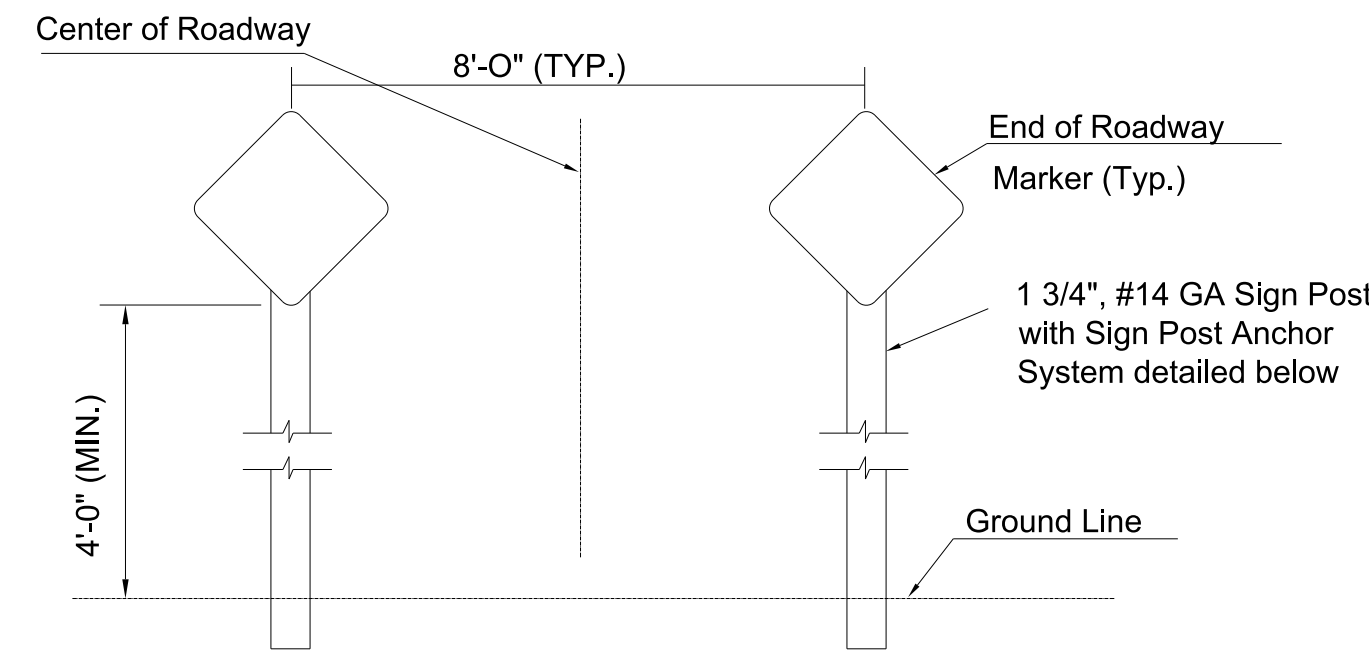 Center of Roadway
8'-O" (TYP.)
End of Roadway
Marker (Typ.)
1 3/4", #14 GA Sign Post
with Sign Post Anchor
System detailed below
4'-0" (MIN.)
Ground Line